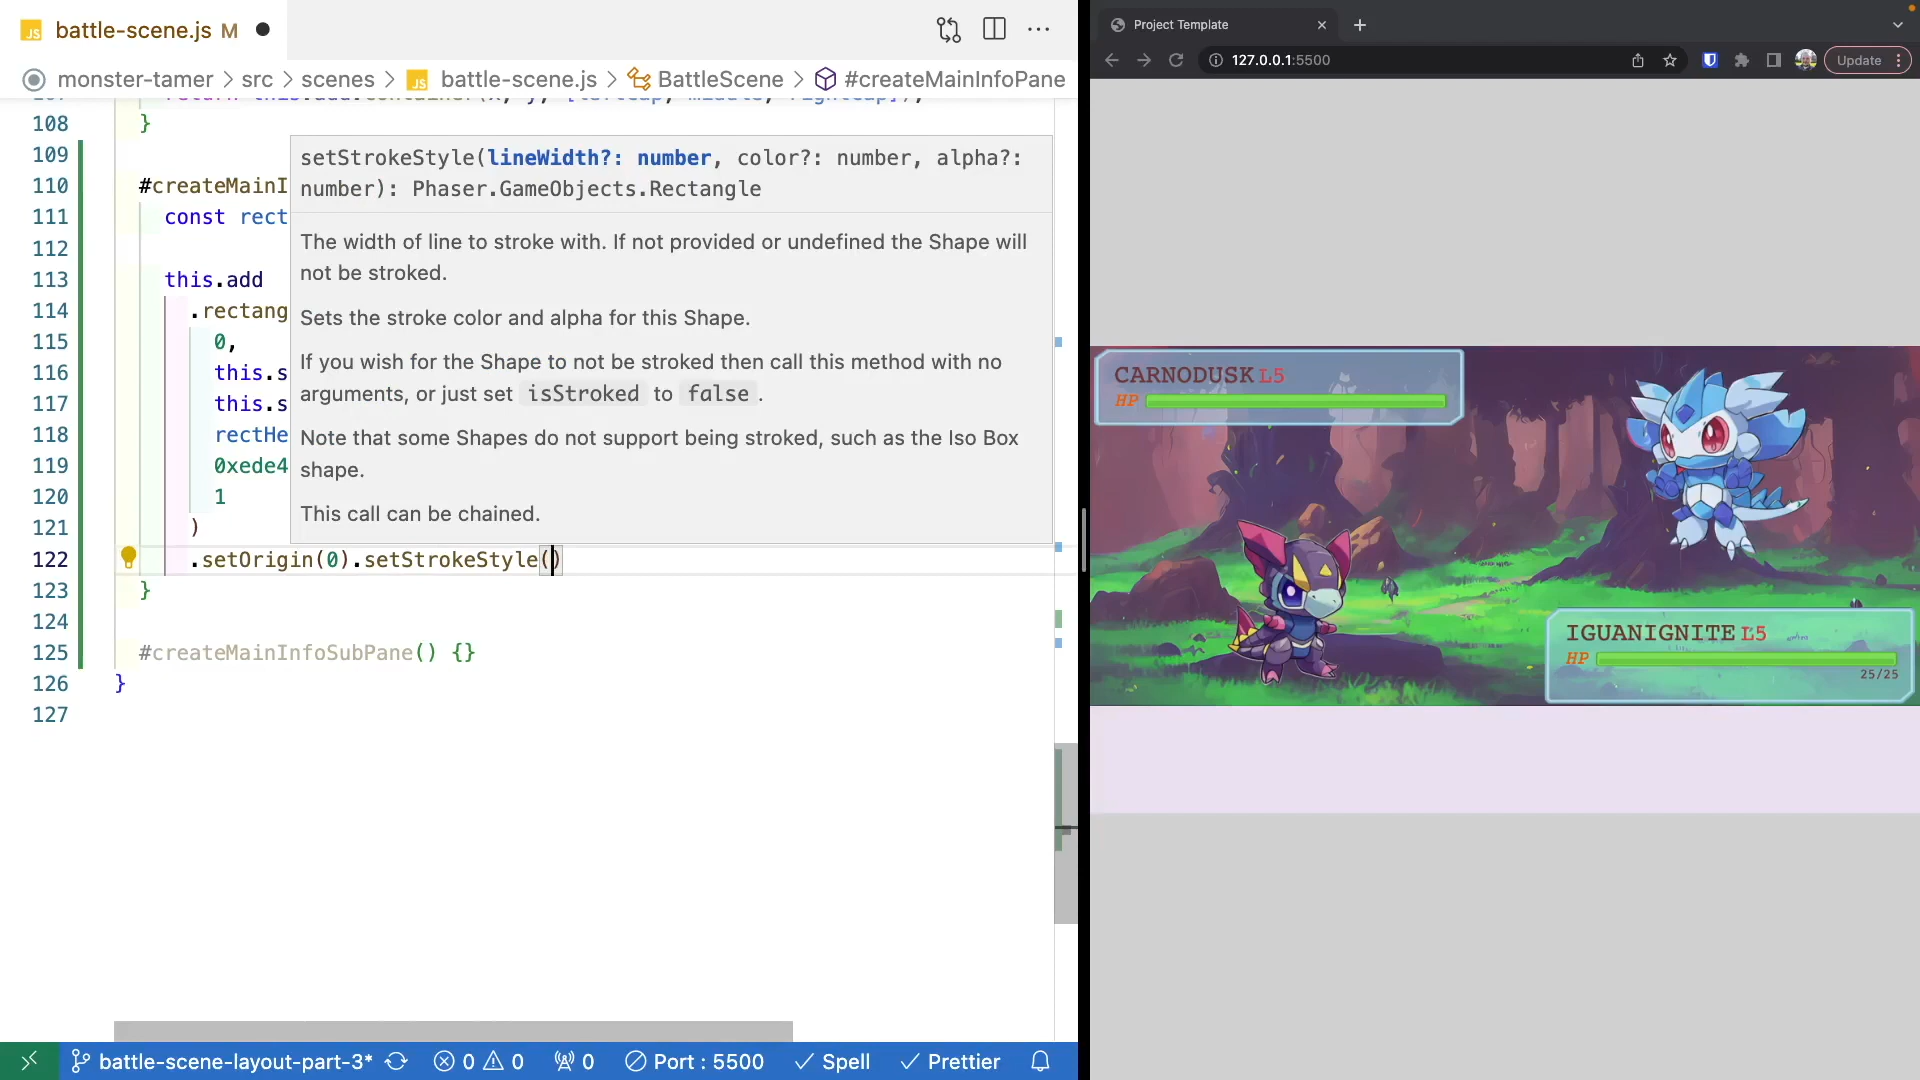 battle-scene.js M
monster-tamer > src > scenes > battle-scene.js > BattleScene > #createMainInfoPane
108 }
109
110 #createMainI
111 const rect
112
113 this.add
114 .rectang
115 0,
116 this.s
117 this.s
118 rectHe
119 0xede4
120 1
121 )
122 .setOrigin(0).setStrokeStyle()
123 }
124
125 #createMainInfoSubPane() {}
126 }
127
setStrokeStyle(lineWidth?: number, color?: number, alpha?:
number): Phaser.GameObjects.Rectangle
The width of line to stroke with. If not provided or undefined the Shape will
not be stroked.
Sets the stroke color and alpha for this Shape.
If you wish for the Shape to not be stroked then call this method with no
arguments, or just set isStroked to false.
Note that some Shapes do not support being stroked, such as the Iso Box
shape.
This call can be chained.
battle-scene-layout-part-3* 0 0 0 Port : 5500 Spell Prettier
Project Template
127.0.0.1:5500
Update
CARNODUSK L5
HP
IGUANIGNITE L5
HP
25/25